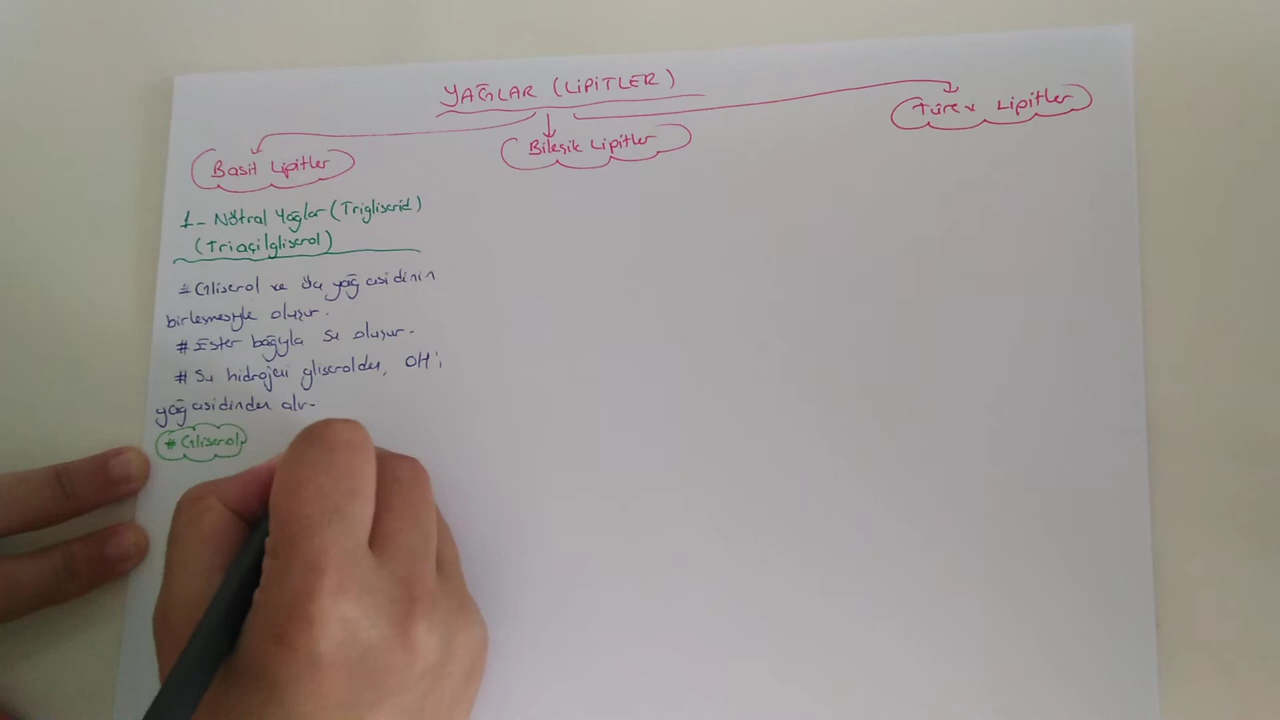 YAĞLAR (LİPİTLER)
Basit Lipitler
Bileşik Lipitler
Türev Lipitler
1- Nötral Yağlar (Trigliserid)
(Triaçilgliserol)
# Gliserol ve üç yağ asidinin
birleşmesiyle oluşur.
# Ester bağıyla su oluşur.
# Su hidrojeni gliserolden, OH'i
yağ asidinden alır.
# Gliserol